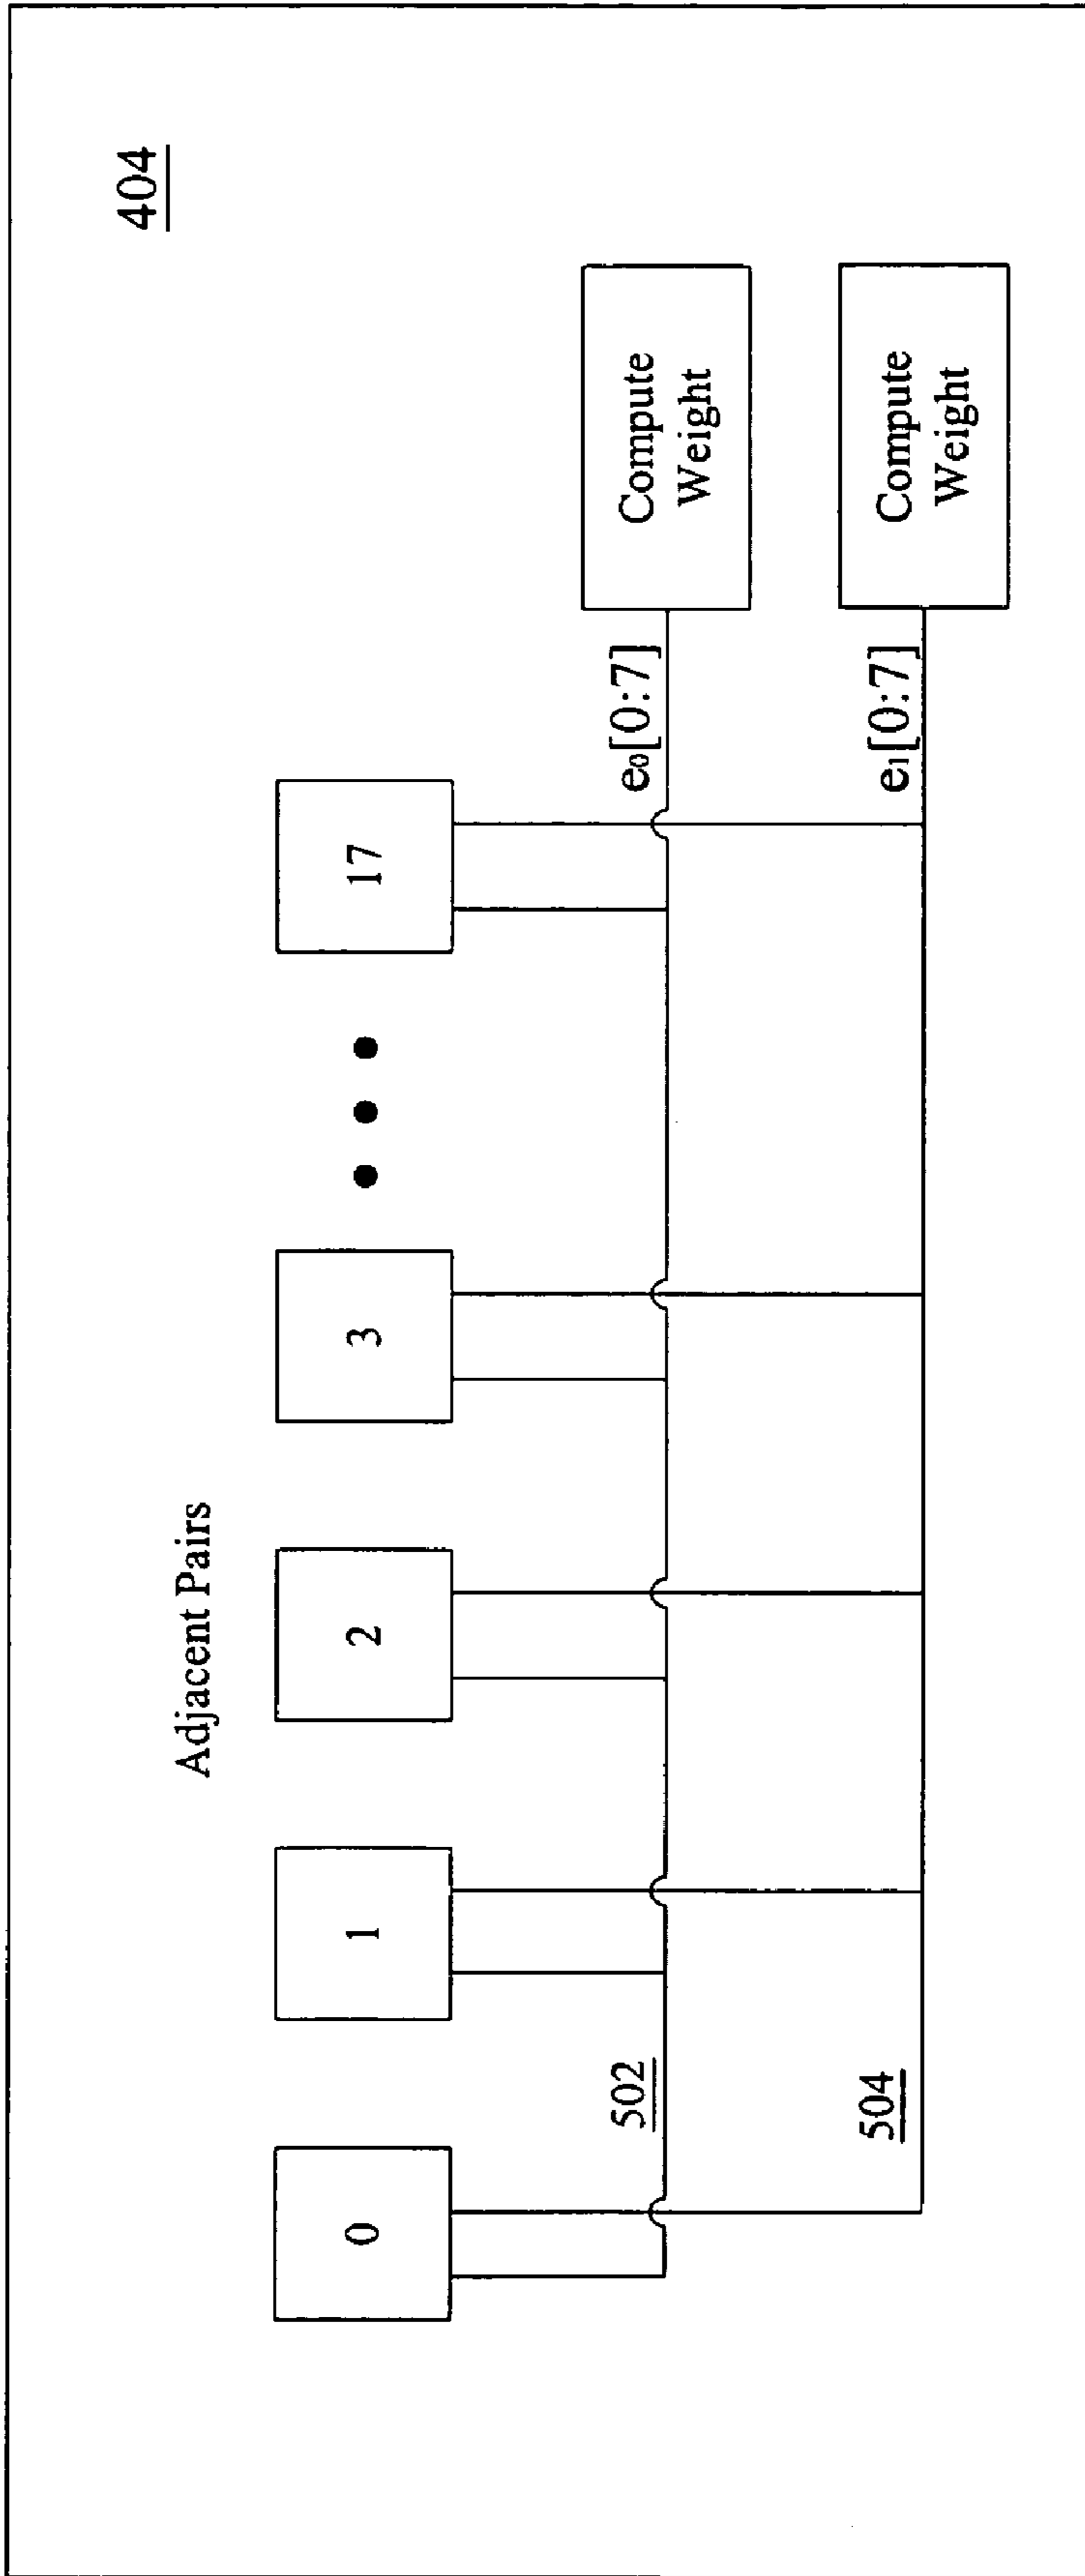 404
Adjacent Pairs
0
1
2
3
17
502
e0[0:7]
Compute
Weight
504
e1[0:7]
Compute
Weight